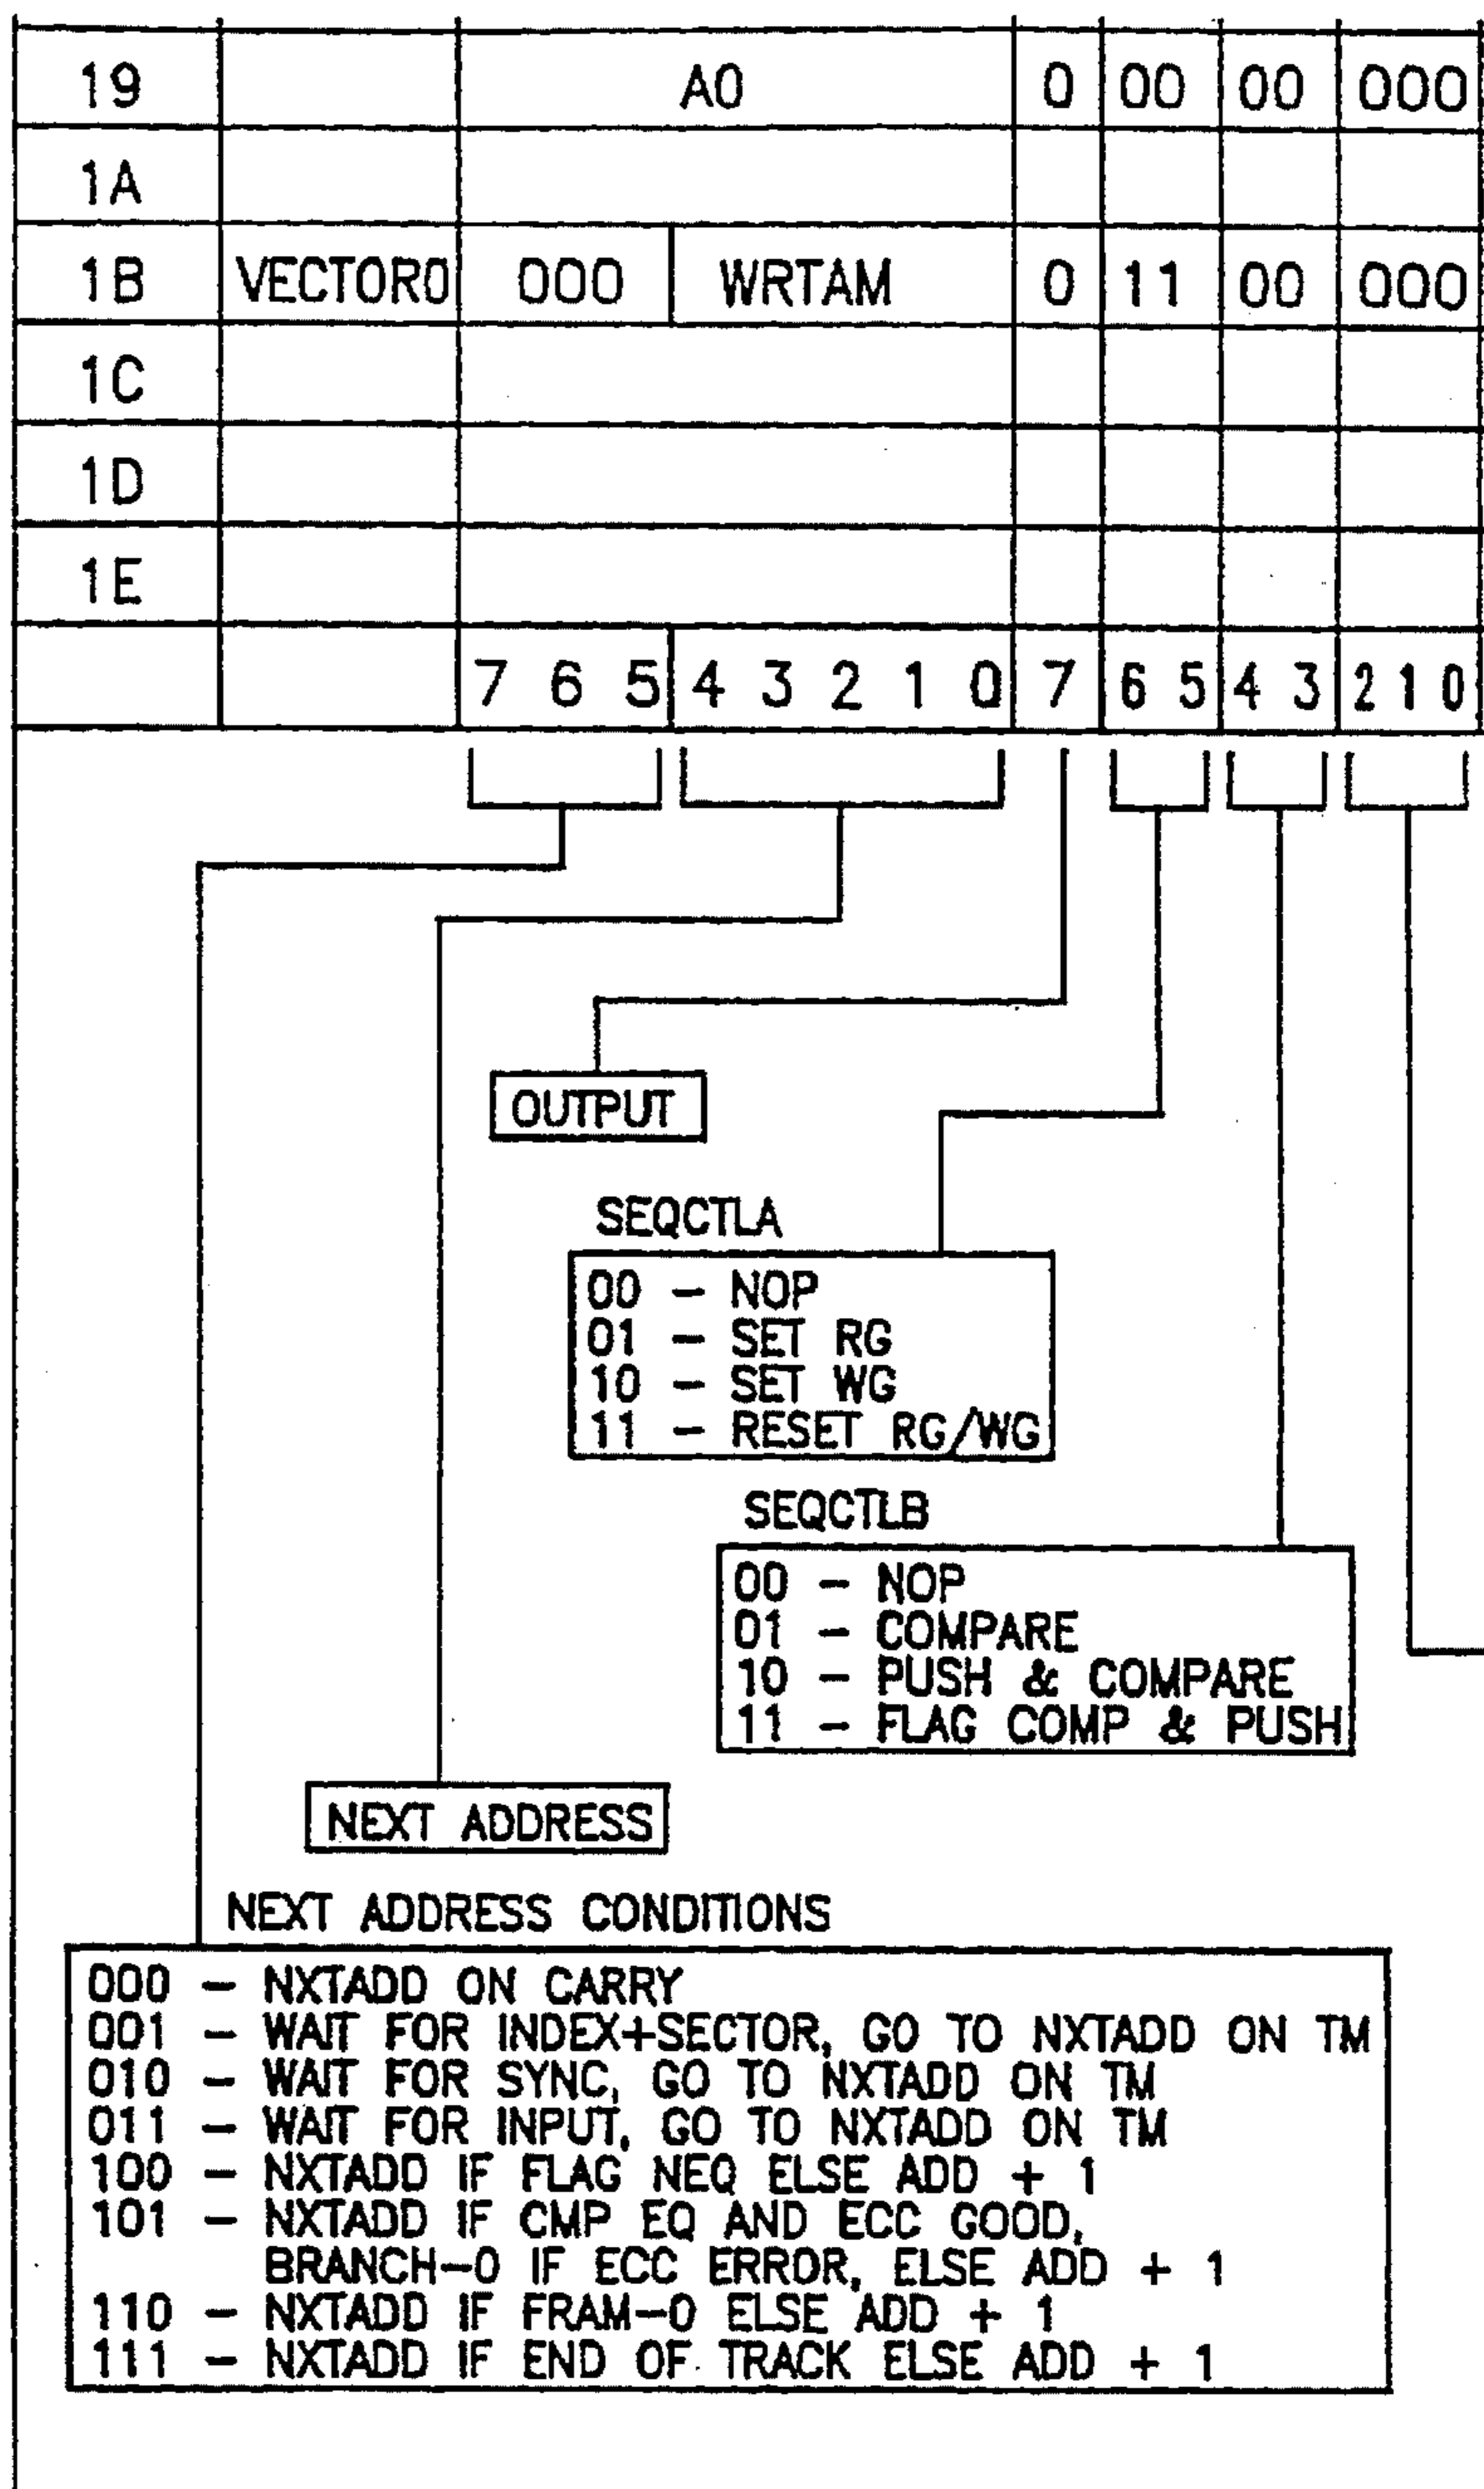 19 A0 0 00 00 000
1A
1B VECTOR0 000 WRTAM 0 11 00 000
1C
1D
1E
7 6 5 4 3 2 1 0 7 6 5 4 3 2 1 0
OUTPUT
SEQCTLA
00 – NOP
01 – SET RG
10 – SET WG
11 – RESET RG/WG
SEQCTLB
00 – NOP
01 – COMPARE
10 – PUSH & COMPARE
11 – FLAG COMP & PUSH
NEXT ADDRESS
NEXT ADDRESS CONDITIONS
000 – NXTADD ON CARRY
001 – WAIT FOR INDEX+SECTOR, GO TO NXTADD ON TM
010 – WAIT FOR SYNC, GO TO NXTADD ON TM
011 – WAIT FOR INPUT, GO TO NXTADD ON TM
100 – NXTADD IF FLAG NEQ ELSE ADD + 1
101 – NXTADD IF CMP EQ AND ECC GOOD,
BRANCH–0 IF ECC ERROR, ELSE ADD + 1
110 – NXTADD IF FRAM–0 ELSE ADD + 1
111 – NXTADD IF END OF TRACK ELSE ADD + 1